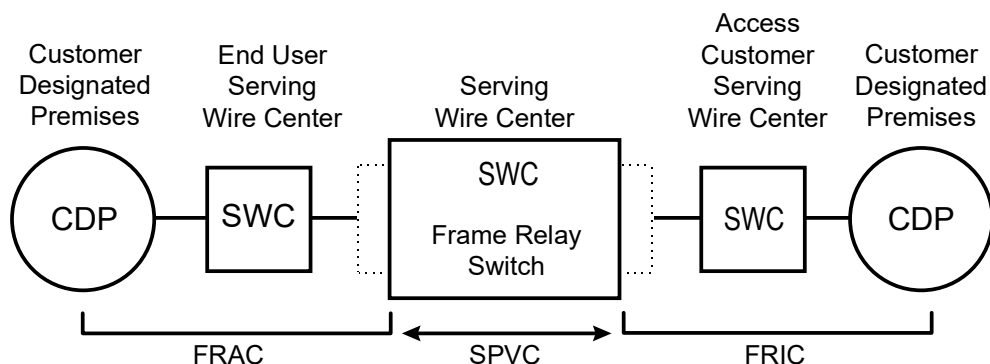 Customer
Designated
Premises
End User
Serving
Wire Center
Serving
Wire Center
Access
Customer
Serving
Wire Center
Customer
Designated
Premises
CDP
SWC
SWC
Frame Relay
Switch
SWC
CDP
FRAC
SPVC
FRIC